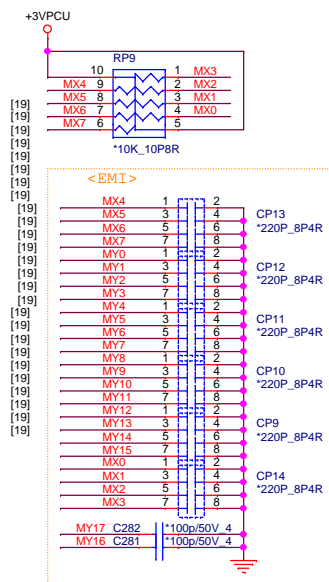 +3VPCU
RP9
10 1 MX3
MX4 9 2 MX2
[19] MX5 8 3 MX1
[19] MX6 7 4 MX0
[19] MX7 6 5
[19] *10K_10P8R
[19]
[19]
[19] <EMI>
[19]
[19] MX4 1 2
[19] MX5 3 4 CP13
[19] MX6 5 6 *220P_8P4R
[19] MX7 7 8
[19] MY0 1 2
[19] MY1 3 4 CP12
[19] MY2 5 6 *220P_8P4R
[19] MY3 7 8
[19] MY4 1 2
[19] MY5 3 4 CP11
[19] MY6 5 6 *220P_8P4R
[19] MY7 7 8
[19] MY8 1 2
[19] MY9 3 4 CP10
[19] MY10 5 6 *220P_8P4R
[19] MY11 7 8
[19] MY12 1 2
[19] MY13 3 4 CP9
MY14 5 6 *220P_8P4R
MY15 7 8
MX0 1 2
MX1 3 4 CP14
MX2 5 6 *220P_8P4R
MX3 7 8
MY17 C282 *100p/50V_4
MY16 C281 *100p/50V_4